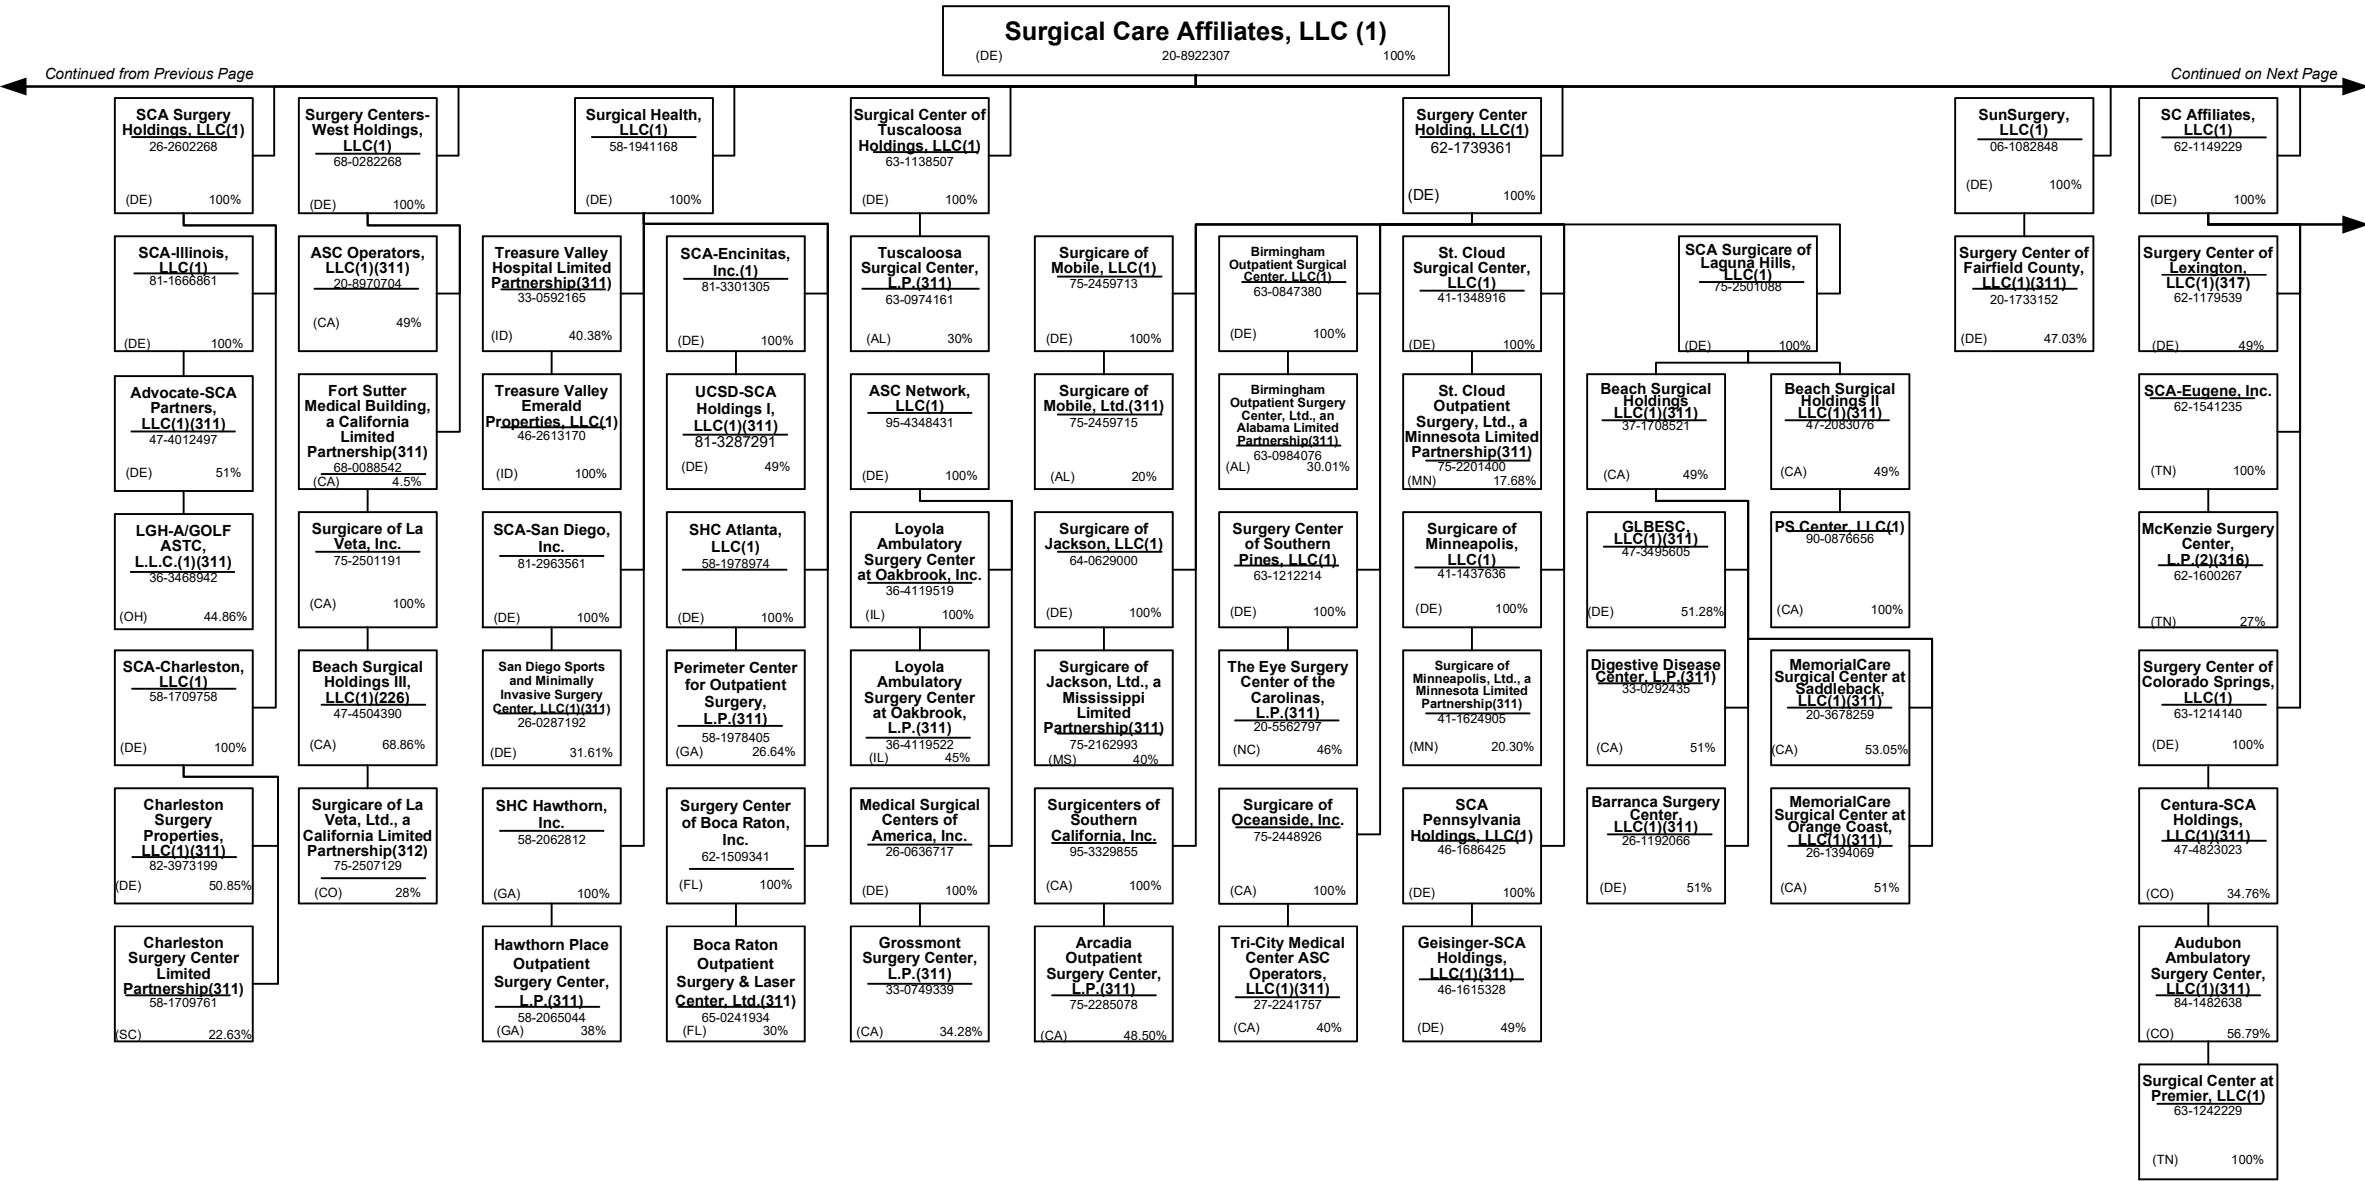 Surgical Care Affiliates, LLC (1)
(DE) 20-8922307 100%
Continued from Previous Page
Continued on Next Page
SCA Surgery
Holdings, LLC(1)
26-2602268
(DE) 100%
Surgery Centers-
West Holdings,
LLC(1)
68-0282268
(DE) 100%
Surgical Health,
LLC(1)
58-1941168
(DE) 100%
Surgical Center of
Tuscaloosa
Holdings, LLC(1)
63-1138507
(DE) 100%
Surgery Center
Holding, LLC(1)
62-1739361
(DE) 100%
SunSurgery,
LLC(1)
06-1082848
(DE) 100%
SC Affiliates,
LLC(1)
62-1149229
(DE) 100%
SCA-Illinois,
LLC(1)
81-1666861
(DE) 100%
ASC Operators,
LLC(1)(311)
20-8970704
(CA) 49%
Treasure Valley
Hospital Limited
Partnership(311)
33-0592165
(ID) 40.38%
SCA-Encinitas,
Inc.(1)
81-3301305
(DE) 100%
Tuscaloosa
Surgical Center,
L.P.(311)
63-0974161
(AL) 30%
Surgicare of
Mobile, LLC(1)
75-2459713
(DE) 100%
Birmingham
Outpatient Surgical
Center, LLC(1)
63-0847380
(DE) 100%
St. Cloud
Surgical Center,
LLC(1)
41-1348916
(DE) 100%
SCA Surgicare of
Laguna Hills,
LLC(1)
75-2501088
(DE) 100%
Surgery Center of
Fairfield County,
LLC(1)(311)
20-1733152
(DE) 47.03%
Surgery Center of
Lexington,
LLC(1)(317)
62-1179539
(DE) 49%
Advocate-SCA
Partners,
LLC(1)(311)
47-4012497
(DE) 51%
Fort Sutter
Medical Building,
a California
Limited
Partnership(311)
68-0088542
(CA) 4.5%
Treasure Valley
Emerald
Properties, LLC(1)
46-2613170
(ID) 100%
UCSD-SCA
Holdings I,
LLC(1)(311)
81-3287291
(DE) 49%
ASC Network,
LLC(1)
95-4348431
(DE) 100%
Surgicare of
Mobile, Ltd.(311)
75-2459715
(AL) 20%
Birmingham
Outpatient Surgery
Center, Ltd., an
Alabama Limited
Partnership(311)
63-0984076
(AL) 30.01%
St. Cloud
Outpatient
Surgery, Ltd., a
Minnesota Limited
Partnership(311)
75-2201400
(MN) 17.68%
Beach Surgical
Holdings
LLC(1)(311)
37-1708521
(CA) 49%
Beach Surgical
Holdings II
LLC(1)(311)
47-2083076
(CA) 49%
SCA-Eugene, Inc.
62-1541235
(TN) 100%
LGH-A/GOLF
ASTC,
L.L.C.(1)(311)
36-3468942
(OH) 44.86%
Surgicare of La
Veta, Inc.
75-2501191
(CA) 100%
SCA-San Diego,
Inc.
81-2963561
(DE) 100%
SHC Atlanta,
LLC(1)
58-1978974
(DE) 100%
Loyola
Ambulatory
Surgery Center
at Oakbrook, Inc.
36-4119519
(IL) 100%
Surgicare of
Jackson, LLC(1)
64-0629000
(DE) 100%
Surgery Center
of Southern
Pines, LLC(1)
63-1212214
(DE) 100%
Surgicare of
Minneapolis,
LLC(1)
41-1437636
(DE) 100%
GLBESC,
LLC(1)(311)
47-3495605
(DE) 51.28%
PS Center, LLC(1)
90-0876656
(CA) 100%
McKenzie Surgery
Center,
L.P.(2)(316)
62-1600267
(TN) 27%
SCA-Charleston,
LLC(1)
58-1709758
(DE) 100%
Beach Surgical
Holdings III,
LLC(1)(226)
47-4504390
(CA) 68.86%
San Diego Sports
and Minimally
Invasive Surgery
Center, LLC(1)(311)
26-0287192
(DE) 31.61%
Perimeter Center
for Outpatient
Surgery,
L.P.(311)
58-1978405
(GA) 26.64%
Loyola
Ambulatory
Surgery Center
at Oakbrook,
L.P.(311)
36-4119522
(IL) 45%
Surgicare of
Jackson, Ltd., a
Mississippi
Limited
Partnership(311)
75-2162993
(MS) 40%
The Eye Surgery
Center of the
Carolinas,
L.P.(311)
20-5562797
(NC) 46%
Surgicare of
Minneapolis, Ltd., a
Minnesota Limited
Partnership(311)
41-1624905
(MN) 20.30%
Digestive Disease
Center, L.P.(311)
33-0292435
(CA) 51%
MemorialCare
Surgical Center at
Saddleback,
LLC(1)(311)
20-3678259
(CA) 53.05%
Surgery Center of
Colorado Springs,
LLC(1)
63-1214140
(DE) 100%
Charleston
Surgery
Properties,
LLC(1)(311)
82-3973199
(DE) 50.85%
Surgicare of La
Veta, Ltd., a
California Limited
Partnership(312)
75-2507129
(CO) 28%
SHC Hawthorn,
Inc.
58-2062812
(GA) 100%
Surgery Center
of Boca Raton,
Inc.
62-1509341
(FL) 100%
Medical Surgical
Centers of
America, Inc.
26-0636717
(DE) 100%
Surgicenters of
Southern
California, Inc.
95-3329855
(CA) 100%
Surgicare of
Oceanside, Inc.
75-2448926
(CA) 100%
SCA
Pennsylvania
Holdings, LLC(1)
46-1686425
(DE) 100%
Barranca Surgery
Center,
LLC(1)(311)
26-1192066
(DE) 51%
MemorialCare
Surgical Center at
Orange Coast,
LLC(1)(311)
26-1394069
(CA) 51%
Centura-SCA
Holdings,
LLC(1)(311)
47-4823023
(CO) 34.76%
Charleston
Surgery Center
Limited
Partnership(311)
58-1709761
(SC) 22.63%
Hawthorn Place
Outpatient
Surgery Center,
L.P.(311)
58-2065044
(GA) 38%
Boca Raton
Outpatient
Surgery & Laser
Center, Ltd.(311)
65-0241934
(FL) 30%
Grossmont
Surgery Center,
L.P.(311)
33-0749339
(CA) 34.28%
Arcadia
Outpatient
Surgery Center,
L.P.(311)
75-2285078
(CA) 48.50%
Tri-City Medical
Center ASC
Operators,
LLC(1)(311)
27-2241757
(CA) 40%
Geisinger-SCA
Holdings,
LLC(1)(311)
46-1615328
(DE) 49%
Audubon
Ambulatory
Surgery Center,
LLC(1)(311)
84-1482638
(CO) 56.79%
Surgical Center at
Premier, LLC(1)
63-1242229
(TN) 100%